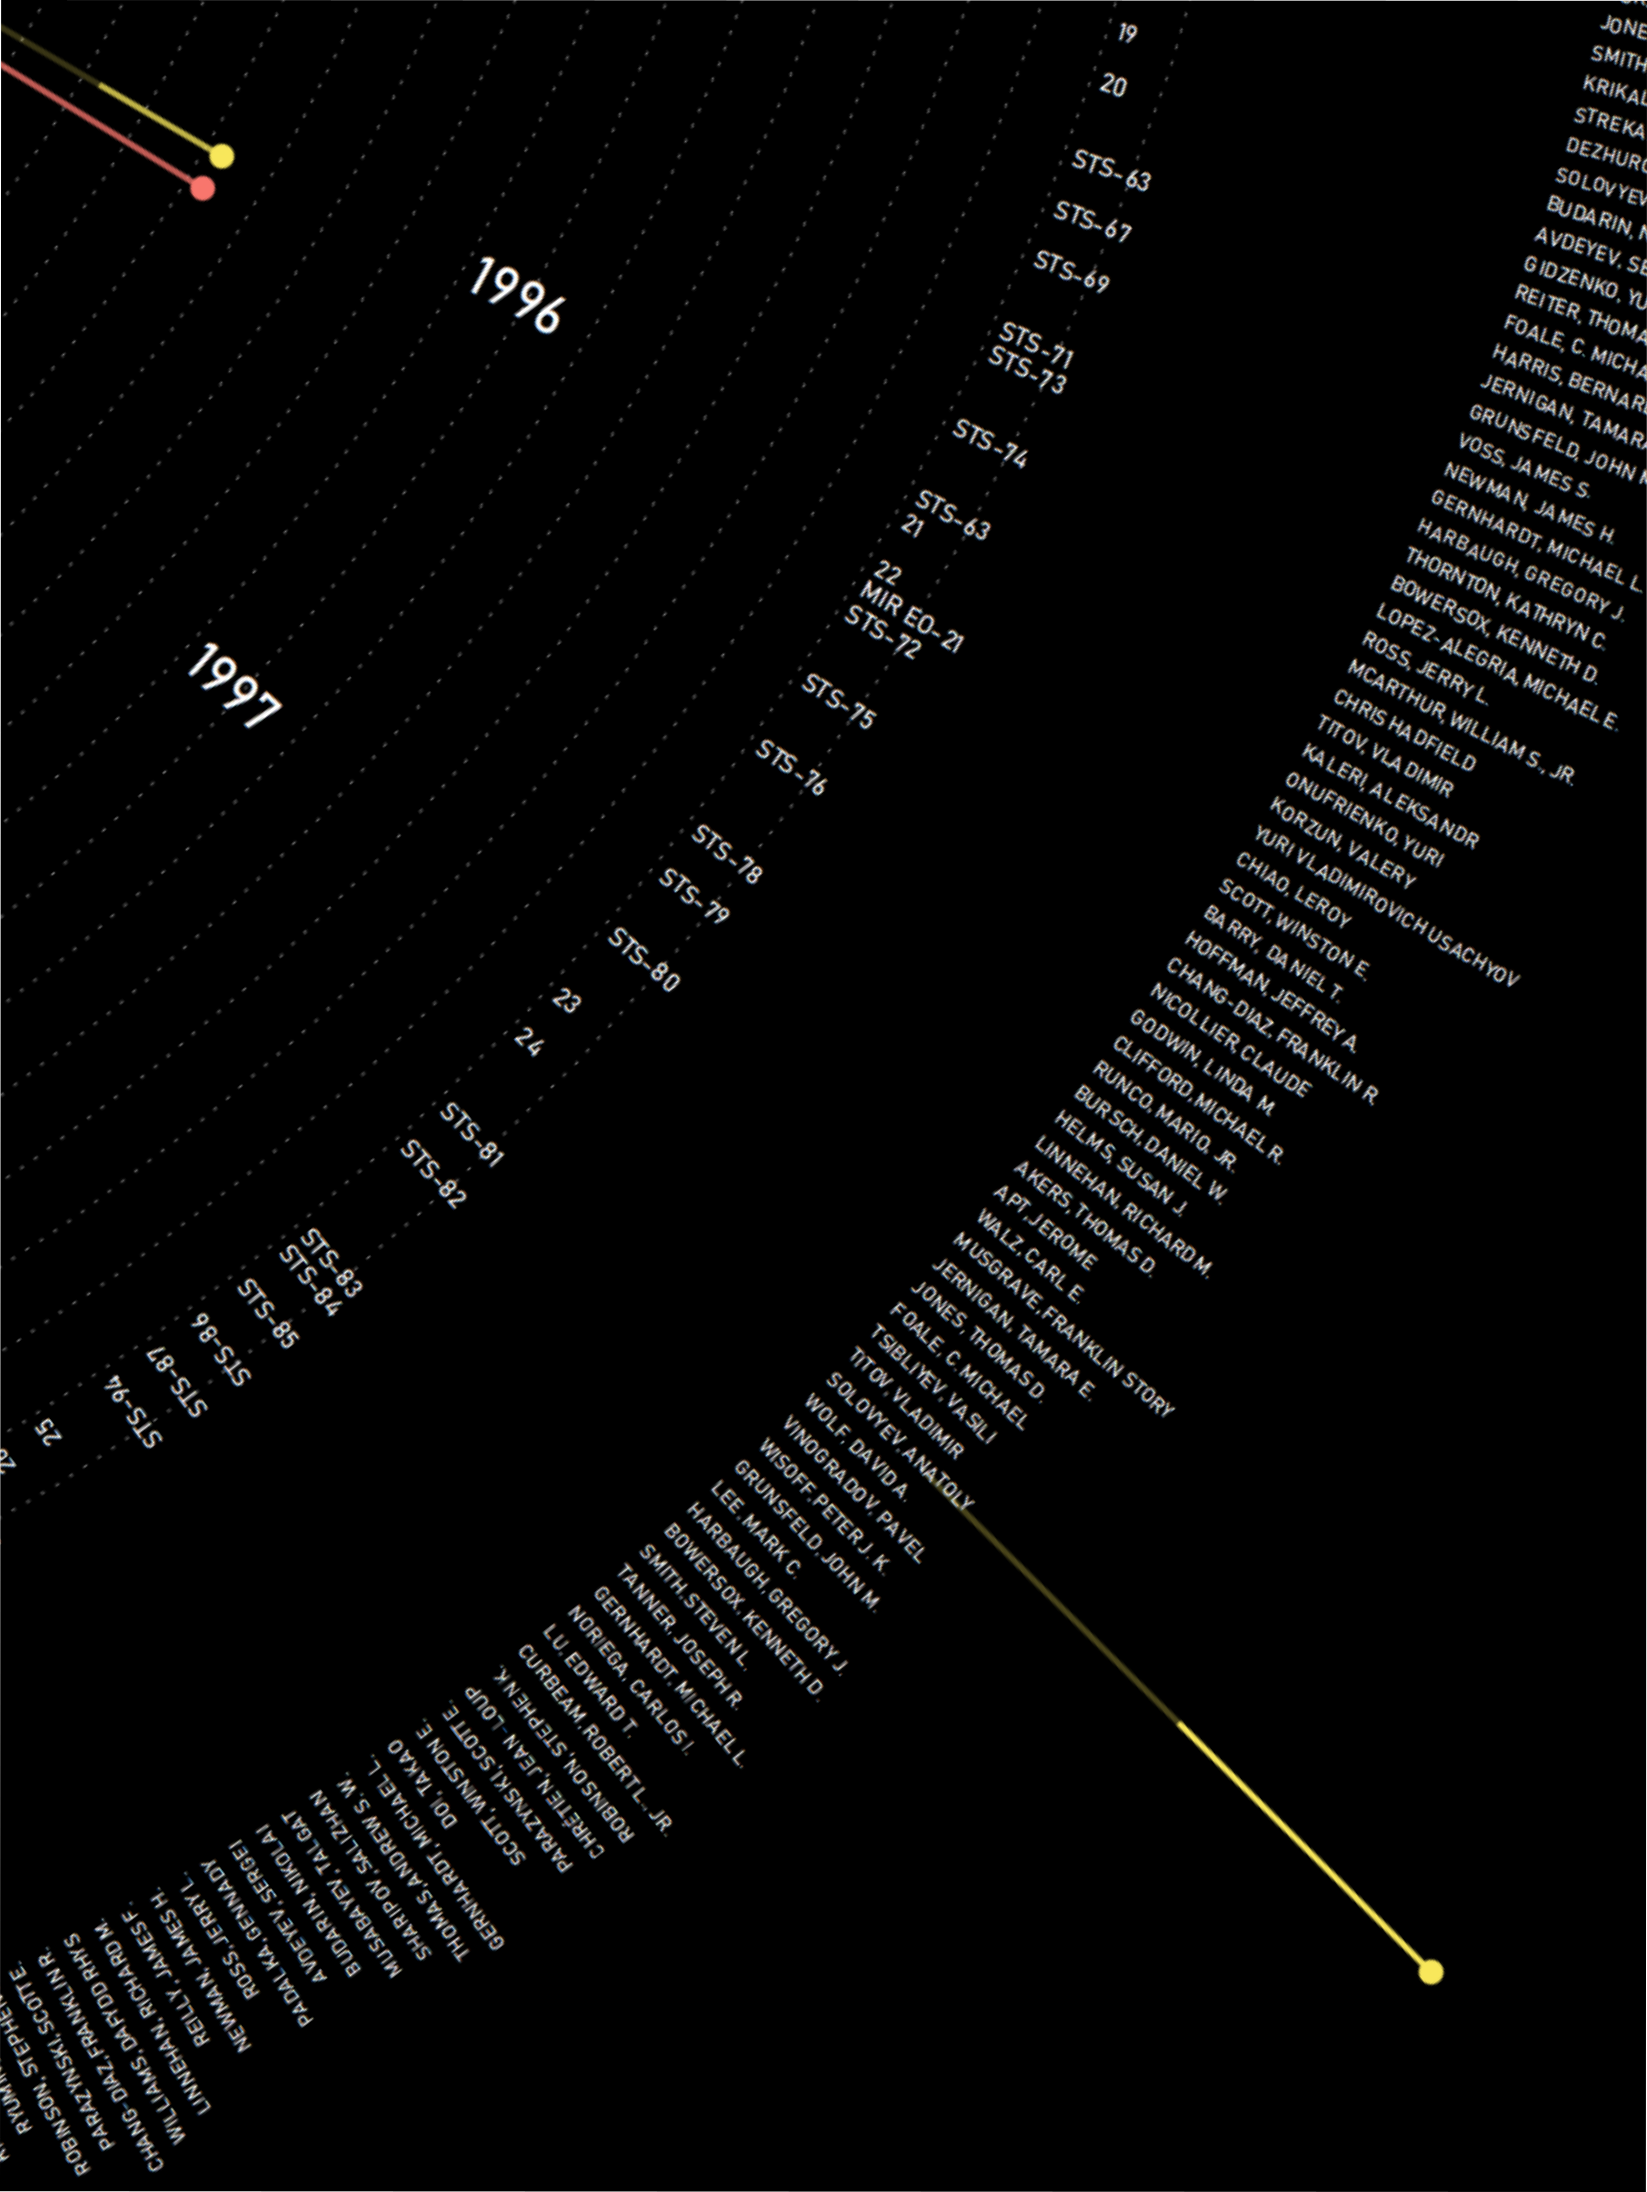 1996
1997
19
20
STS-63
STS-67
STS-69
STS-71
STS-73
STS-74
STS-63
21
22
MIR EO-21
STS-72
STS-75
STS-76
STS-78
STS-79
STS-80
23
24
STS-81
STS-82
STS-83
STS-84
STS-85
STS-86
STS-87
STS-94
25
JONE
SMITH
KRIKAL
STREKA
DEZHURO
SOLOVYEV
BUDARIN, N
AVDEYEV, SE
GIDZENKO, YU
REITER, THOMA
FOALE, C. MICHA
HARRIS, BERNARD
JERNIGAN, TAMARA
GRUNSFELD, JOHN M
VOSS, JAMES S.
NEWMAN, JAMES H.
GERNHARDT, MICHAEL L.
HARBAUGH, GREGORY J.
THORNTON, KATHRYN C.
BOWERSOX, KENNETH D.
LOPEZ-ALEGRIA, MICHAEL E.
ROSS, JERRY L.
MCARTHUR, WILLIAM S., JR.
CHRIS HADFIELD
TITOV, VLADIMIR
KALERI, ALEKSANDR
ONUFRIENKO, YURI
KORZUN, VALERY
YURI VLADIMIROVICH USACHYOV
CHIAO, LEROY
SCOTT, WINSTON E.
BARRY, DANIEL T.
HOFFMAN, JEFFREY A.
CHANG-DIAZ, FRANKLIN R.
NICOLLIER, CLAUDE
GODWIN, LINDA M.
CLIFFORD, MICHAEL R.
RUNCO, MARIO, JR.
BURSCH, DANIEL W.
HELMS, SUSAN J.
LINNEHAN, RICHARD M.
AKERS, THOMAS D.
APT, JEROME
WALZ, CARL E.
MUSGRAVE, FRANKLIN STORY
JERNIGAN, TAMARA E.
JONES, THOMAS D.
FOALE, C. MICHAEL
TSIBLIYEV, VASILI
TITOV, VLADIMIR
SOLOVYEV, ANATOLY
WOLF, DAVID A.
VINOGRADOV, PAVEL
WISOFF, PETER J. K.
GRUNSFELD, JOHN M.
LEE, MARK C.
HARBAUGH, GREGORY J.
BOWERSOX, KENNETH D.
SMITH, STEVEN L.
TANNER, JOSEPH R.
GERNHARDT, MICHAEL L.
NORIEGA, CARLOS I.
LU, EDWARD T.
CURBEAM, ROBERT L., JR.
ROBINSON, STEPHEN K.
CHRETIEN, JEAN-LOUP
PARAZYNSKI, SCOTT E.
SCOTT, WINSTON E.
DOI, TAKAO
GERNHARDT, MICHAEL L.
THOMAS, ANDREW S. W.
SHARIPOV, SALIZHAN
MUSABAYEV, TALGAT
BUDARIN, NIKOLAI
AVDEYEV, SERGEI
PADALKA, GENNADY
ROSS, JERRY L.
NEWMAN, JAMES H.
REILLY, JAMES F.
LINNEHAN, RICHARD M.
WILLIAMS, DAFYDD RHYS
CHANG-DIAZ, FRANKLIN R.
PARAZYNSKI, SCOTT E.
ROBINSON, STEPHEN
RYUMIN